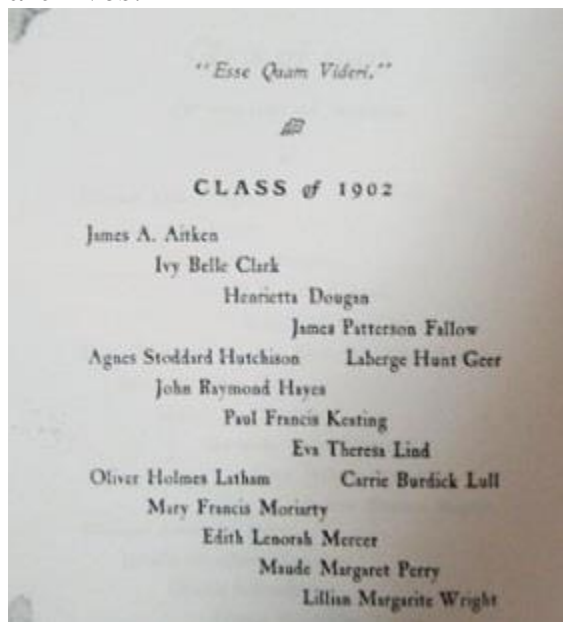 "Esse Quam Videri."
CLASS of 1902
James A. Aitken
Ivy Belle Clark
Henrietta Dougan
James Patterson Fallow
Agnes Stoddard Hutchison Laberge Hunt Geer
John Raymond Hayes
Paul Francis Keating
Eva Theresa Lind
Oliver Holmes Latham Carrie Burdick Lull
Mary Francis Moriarty
Edith Lenorah Mercer
Maude Margaret Perry
Lillian Margarite Wright